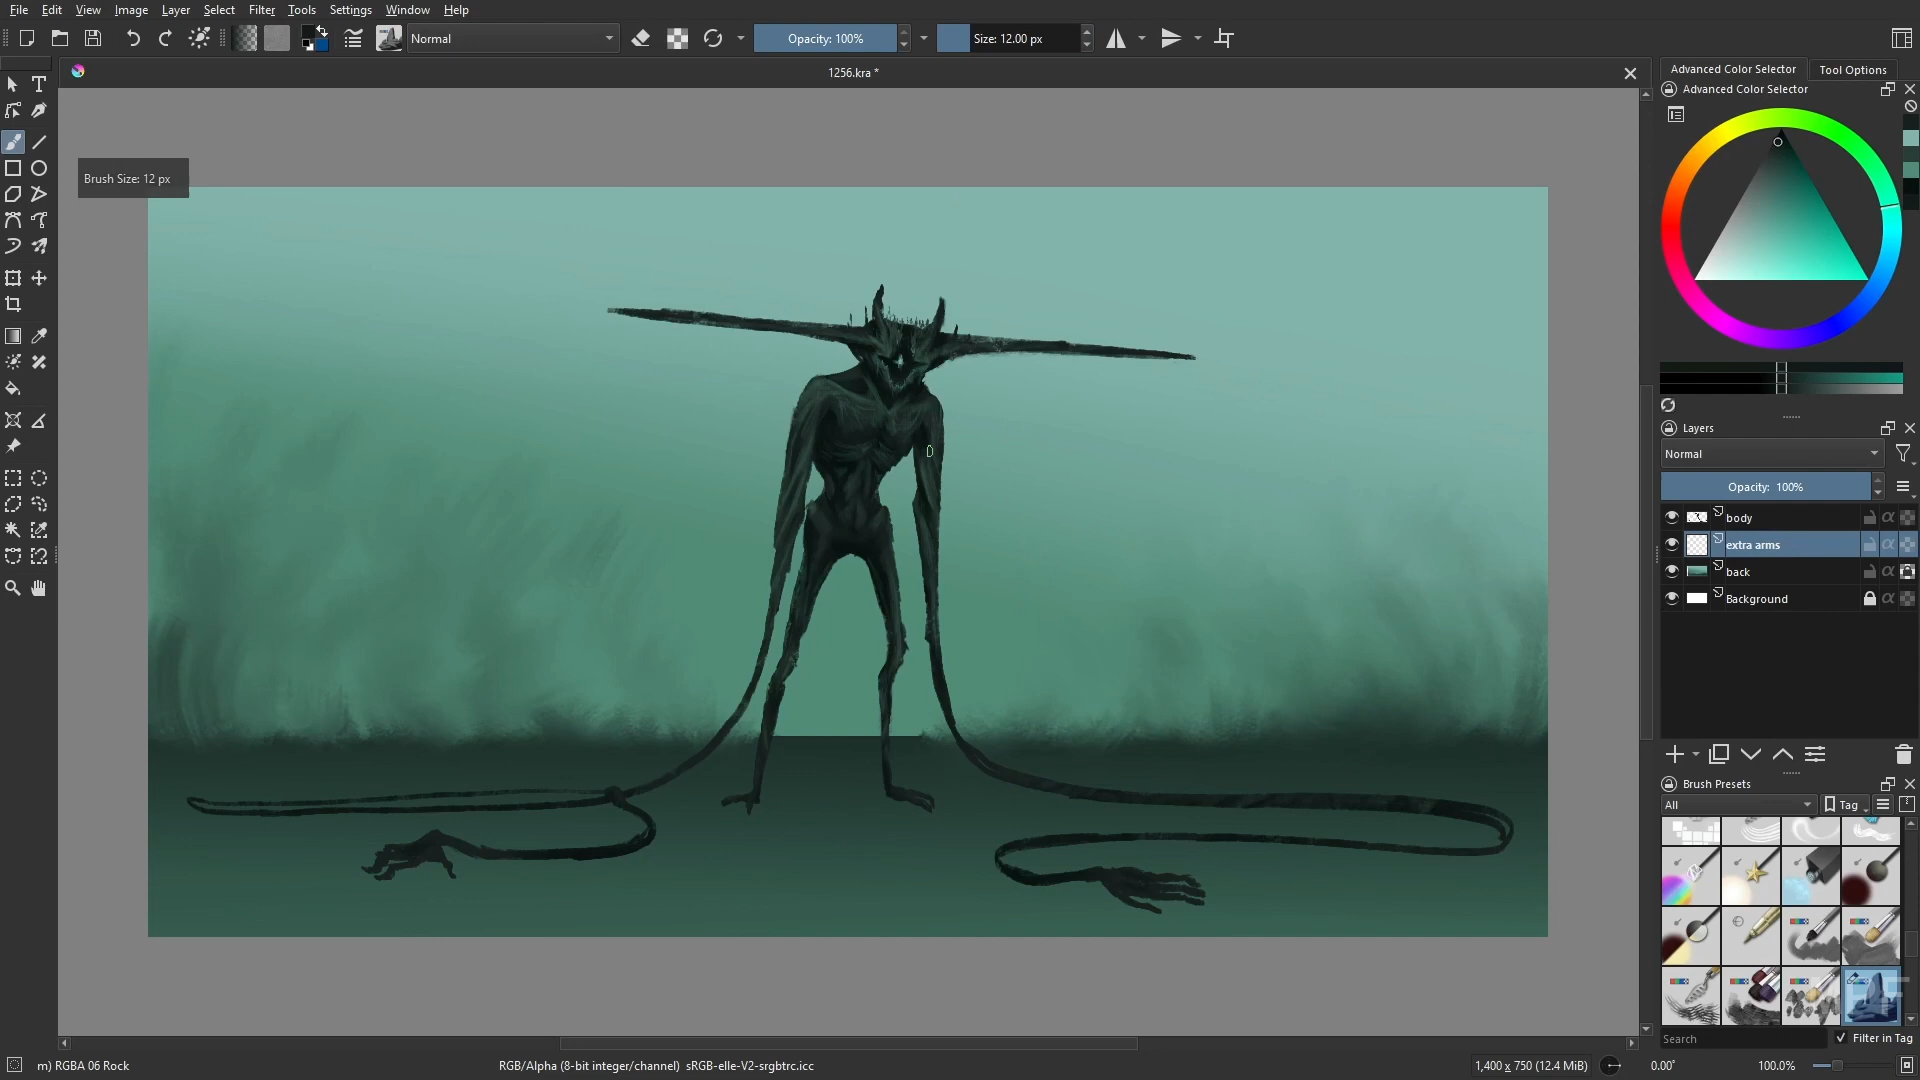 File Edit View Image Layer Select Filter Tools Settings Window Help
Normal
Opacity: 100%
Size: 12.00 px
1256.kra *
Brush Size: 12 px
Advanced Color Selector
Tool Options
Advanced Color Selector
Layers
Normal
Opacity: 100%
body
extra arms
back
Background
Brush Presets
All
Tag
Search
Filter in Tag
m) RGBA 06 Rock
RGB/Alpha (8-bit integer/channel) sRGB-elle-V2-srgbtrc.icc
1,400 x 750 (12.4 MiB)
0.00°
100.0%